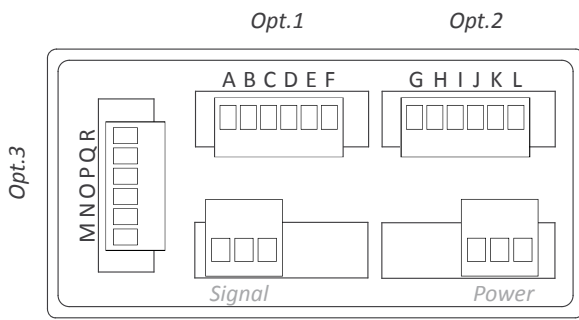 Opt.1 Opt.2
A B C D E F G H I J K L
Opt.3
M N O P Q R
Signal Power